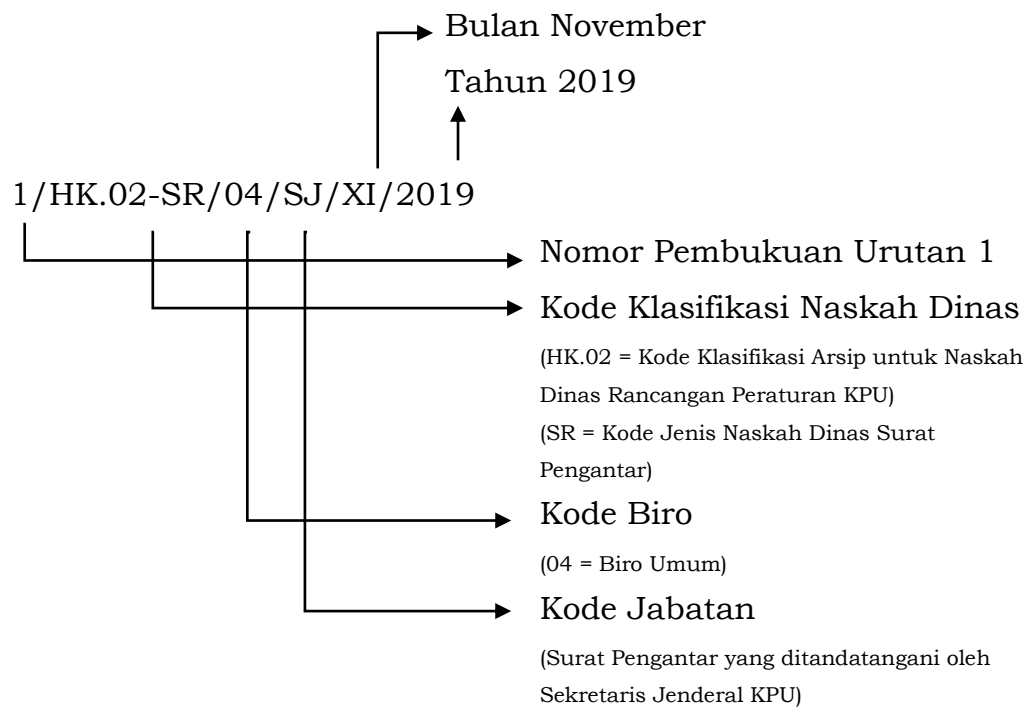 Bulan November
Tahun 2019
1/HK.02-SR/04/SJ/XI/2019
Nomor Pembukuan Urutan 1
Kode Klasifikasi Naskah Dinas
(HK.02 = Kode Klasifikasi Arsip untuk Naskah
Dinas Rancangan Peraturan KPU)
(SR = Kode Jenis Naskah Dinas Surat
Pengantar)
Kode Biro
(04 = Biro Umum)
Kode Jabatan
(Surat Pengantar yang ditandatangani oleh
Sekretaris Jenderal KPU)